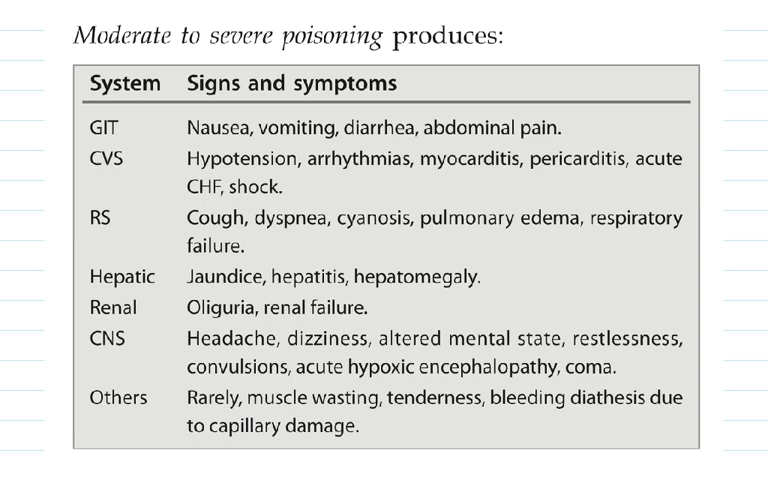 Moderate to severe poisoning produces:
System Signs and symptoms
GIT Nausea, vomiting, diarrhea, abdominal pain.
CVS Hypotension, arrhythmias, myocarditis, pericarditis, acute
CHF, shock.
RS Cough, dyspnea, cyanosis, pulmonary edema, respiratory
failure.
Hepatic Jaundice, hepatitis, hepatomegaly.
Renal Oliguria, renal failure.
CNS Headache, dizziness, altered mental state, restlessness,
convulsions, acute hypoxic encephalopathy, coma.
Others Rarely, muscle wasting, tenderness, bleeding diathesis due
to capillary damage.